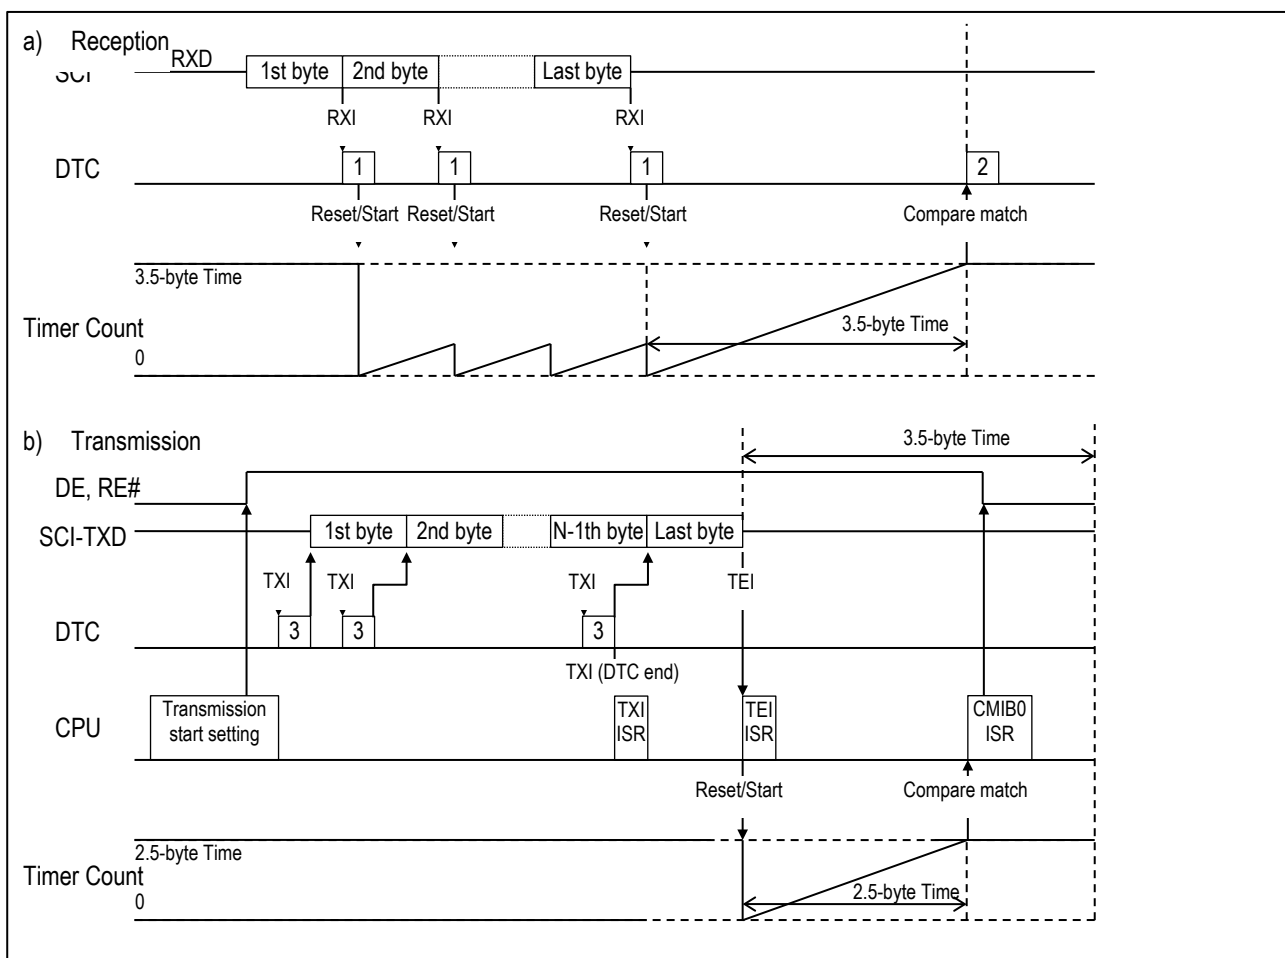 a) Reception
RXD
SCI
1st byte 2nd byte Last byte
RXI RXI RXI
DTC
1 1 1 2
Reset/Start Reset/Start Reset/Start Compare match
3.5-byte Time
3.5-byte Time
Timer Count
0
b) Transmission
3.5-byte Time
DE, RE#
SCI-TXD
1st byte 2nd byte N-1th byte Last byte
TXI TXI TXI TEI
DTC
3 3 3
TXI (DTC end)
CPU
Transmission
start setting
TXI
ISR
TEI
ISR
CMIB0
ISR
Reset/Start Compare match
2.5-byte Time
Timer Count
2.5-byte Time
0